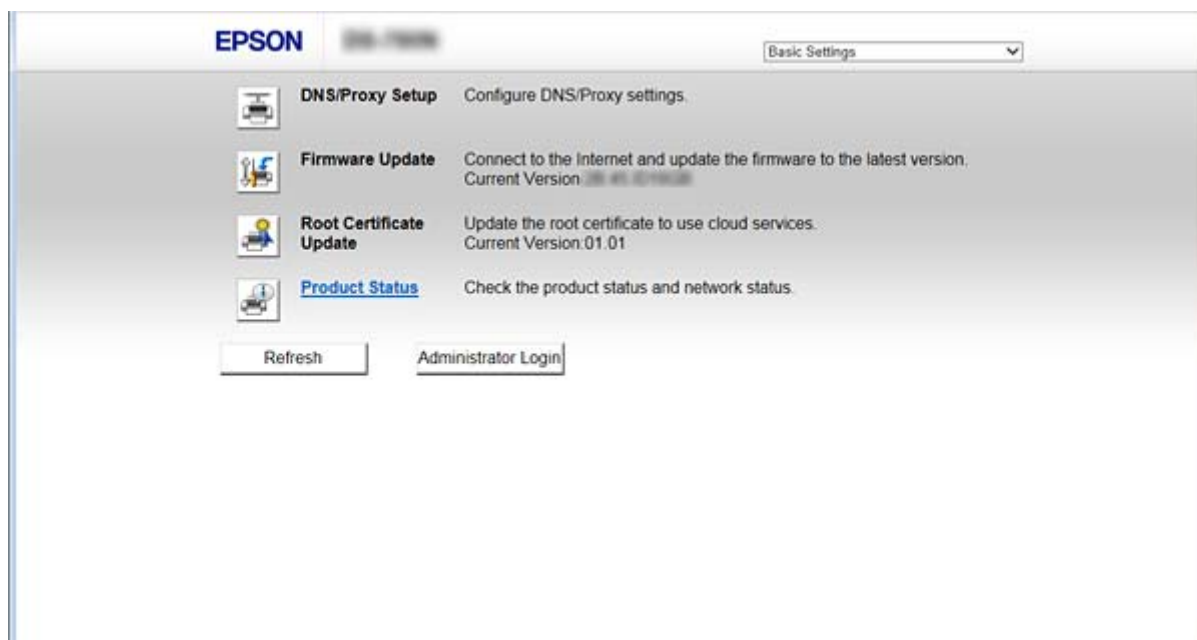 EPSON
Basic Settings
DNS/Proxy Setup Configure DNS/Proxy settings.
Firmware Update Connect to the Internet and update the firmware to the latest version.
Current Version:
Root Certificate Update the root certificate to use cloud services.
Update Current Version:01.01
Product Status Check the product status and network status.
Refresh Administrator Login